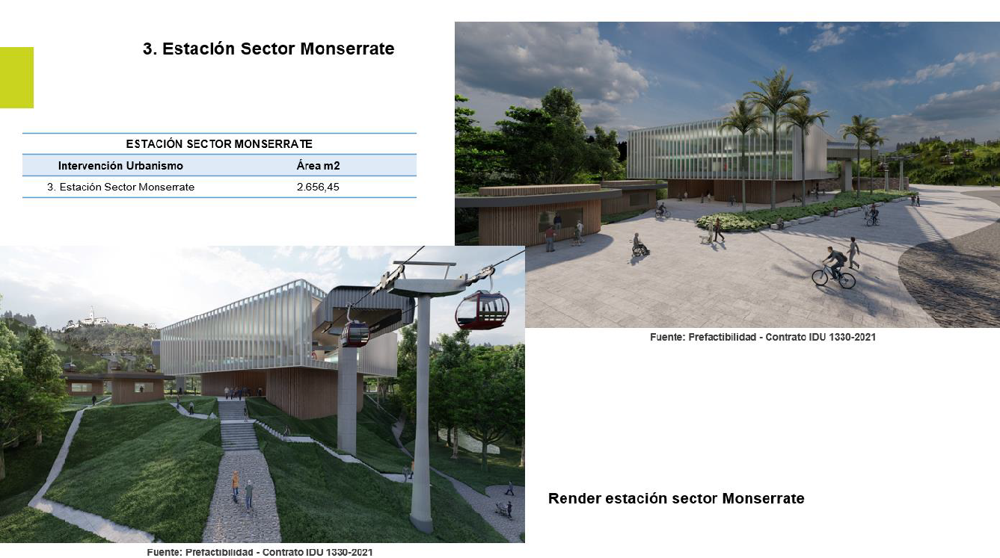 3. Estación Sector Monserrate
ESTACIÓN SECTOR MONSERRATE
Intervención Urbanismo Área m2
3. Estación Sector Monserrate 2.656,45
Fuente: Prefactibilidad - Contrato IDU 1330-2021
Render estación sector Monserrate
Fuente: Prefactibilidad - Contrato IDU 1330-2021